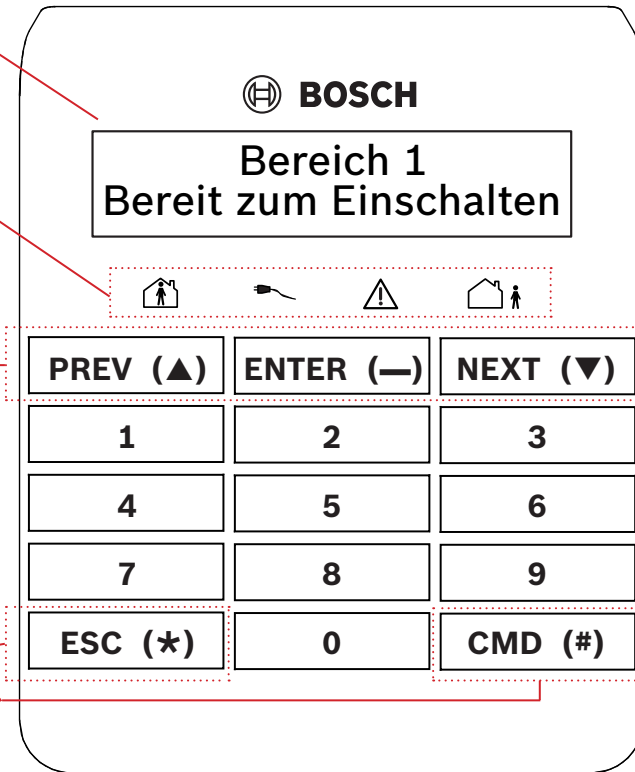 BOSCH
Bereich 1
Bereit zum Einschalten
PREV (▲) ENTER (—) NEXT (▼)
1 2 3
4 5 6
7 8 9
ESC (*) 0 CMD (#)